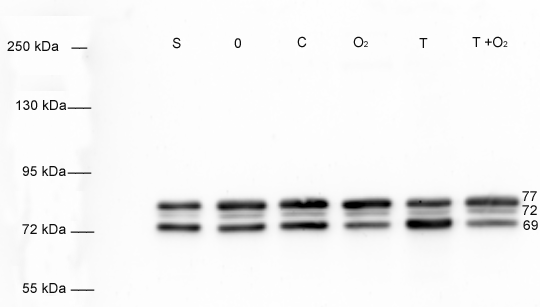 250 kDa
S 0 C O₂ T T +O₂
130 kDa
95 kDa
77
72
69
72 kDa
55 kDa